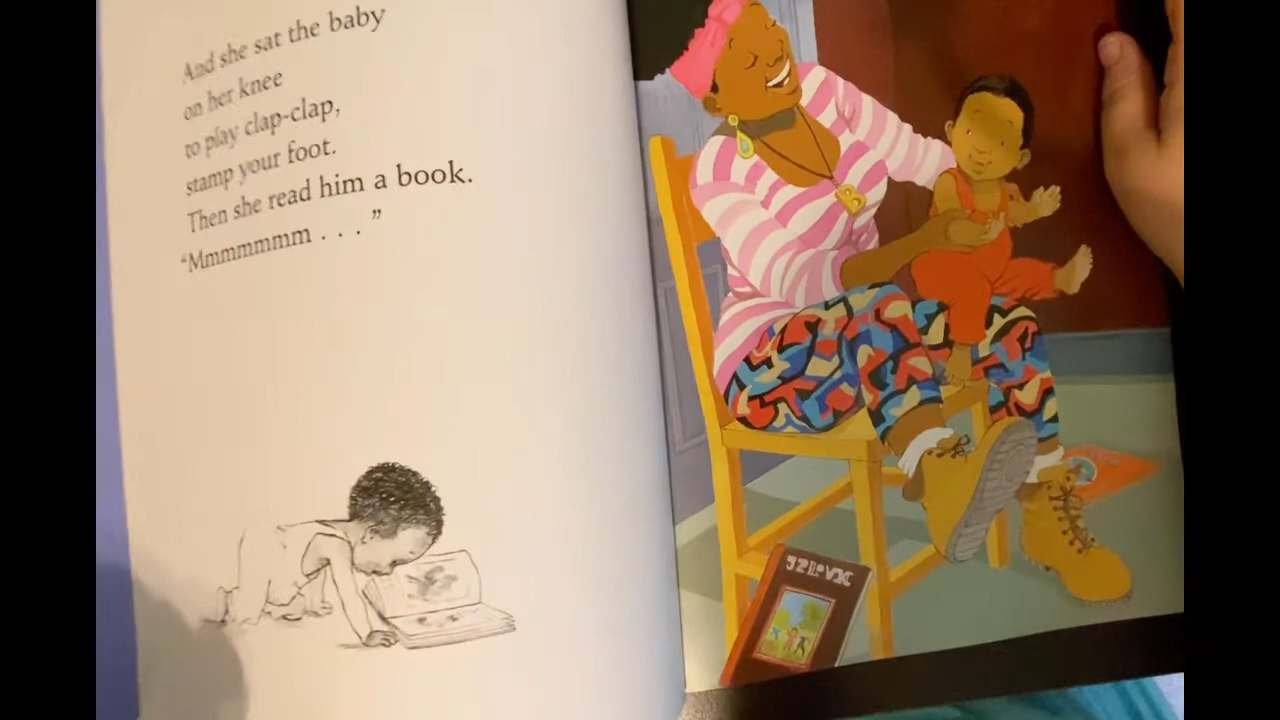 And she sat the baby
on her knee
to play clap-clap,
stamp your foot.
Then she read him a book.
“Mmmmmmm . . . ”